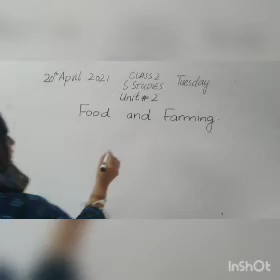 20th April 2021 CLASS 2 Tuesday
S STUDIES
Unit # 2
Food and Farming.
InShOt